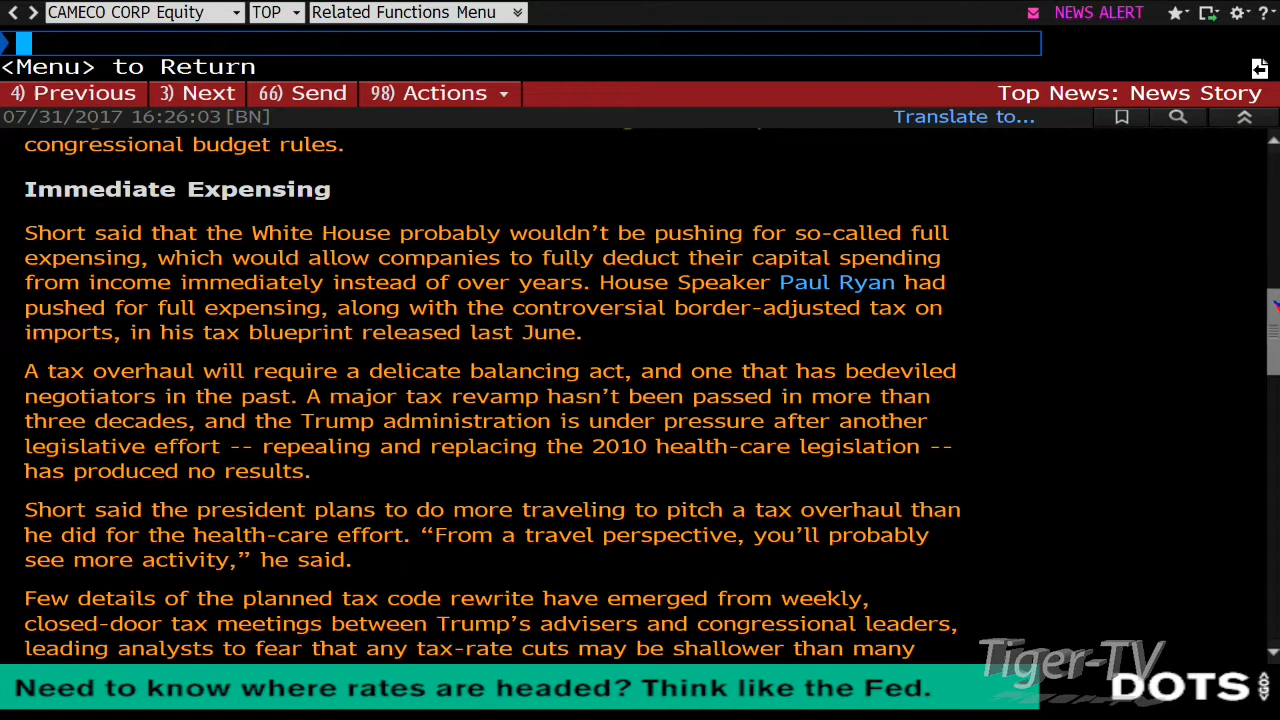 CAMECO CORP Equity TOP Related Functions Menu NEWS ALERT
<Menu> to Return
4) Previous 3) Next 66) Send 98) Actions Top News: News Story
07/31/2017 16:26:03 [BN] Translate to...
congressional budget rules.
Immediate Expensing
Short said that the White House probably wouldn’t be pushing for so-called full
expensing, which would allow companies to fully deduct their capital spending
from income immediately instead of over years. House Speaker Paul Ryan had
pushed for full expensing, along with the controversial border-adjusted tax on
imports, in his tax blueprint released last June.
A tax overhaul will require a delicate balancing act, and one that has bedeviled
negotiators in the past. A major tax revamp hasn’t been passed in more than
three decades, and the Trump administration is under pressure after another
legislative effort -- repealing and replacing the 2010 health-care legislation --
has produced no results.
Short said the president plans to do more traveling to pitch a tax overhaul than
he did for the health-care effort. “From a travel perspective, you’ll probably
see more activity,” he said.
Few details of the planned tax code rewrite have emerged from weekly,
closed-door tax meetings between Trump’s advisers and congressional leaders,
leading analysts to fear that any tax-rate cuts may be shallower than many
Tiger-TV
Need to know where rates are headed? Think like the Fed.
DOTS